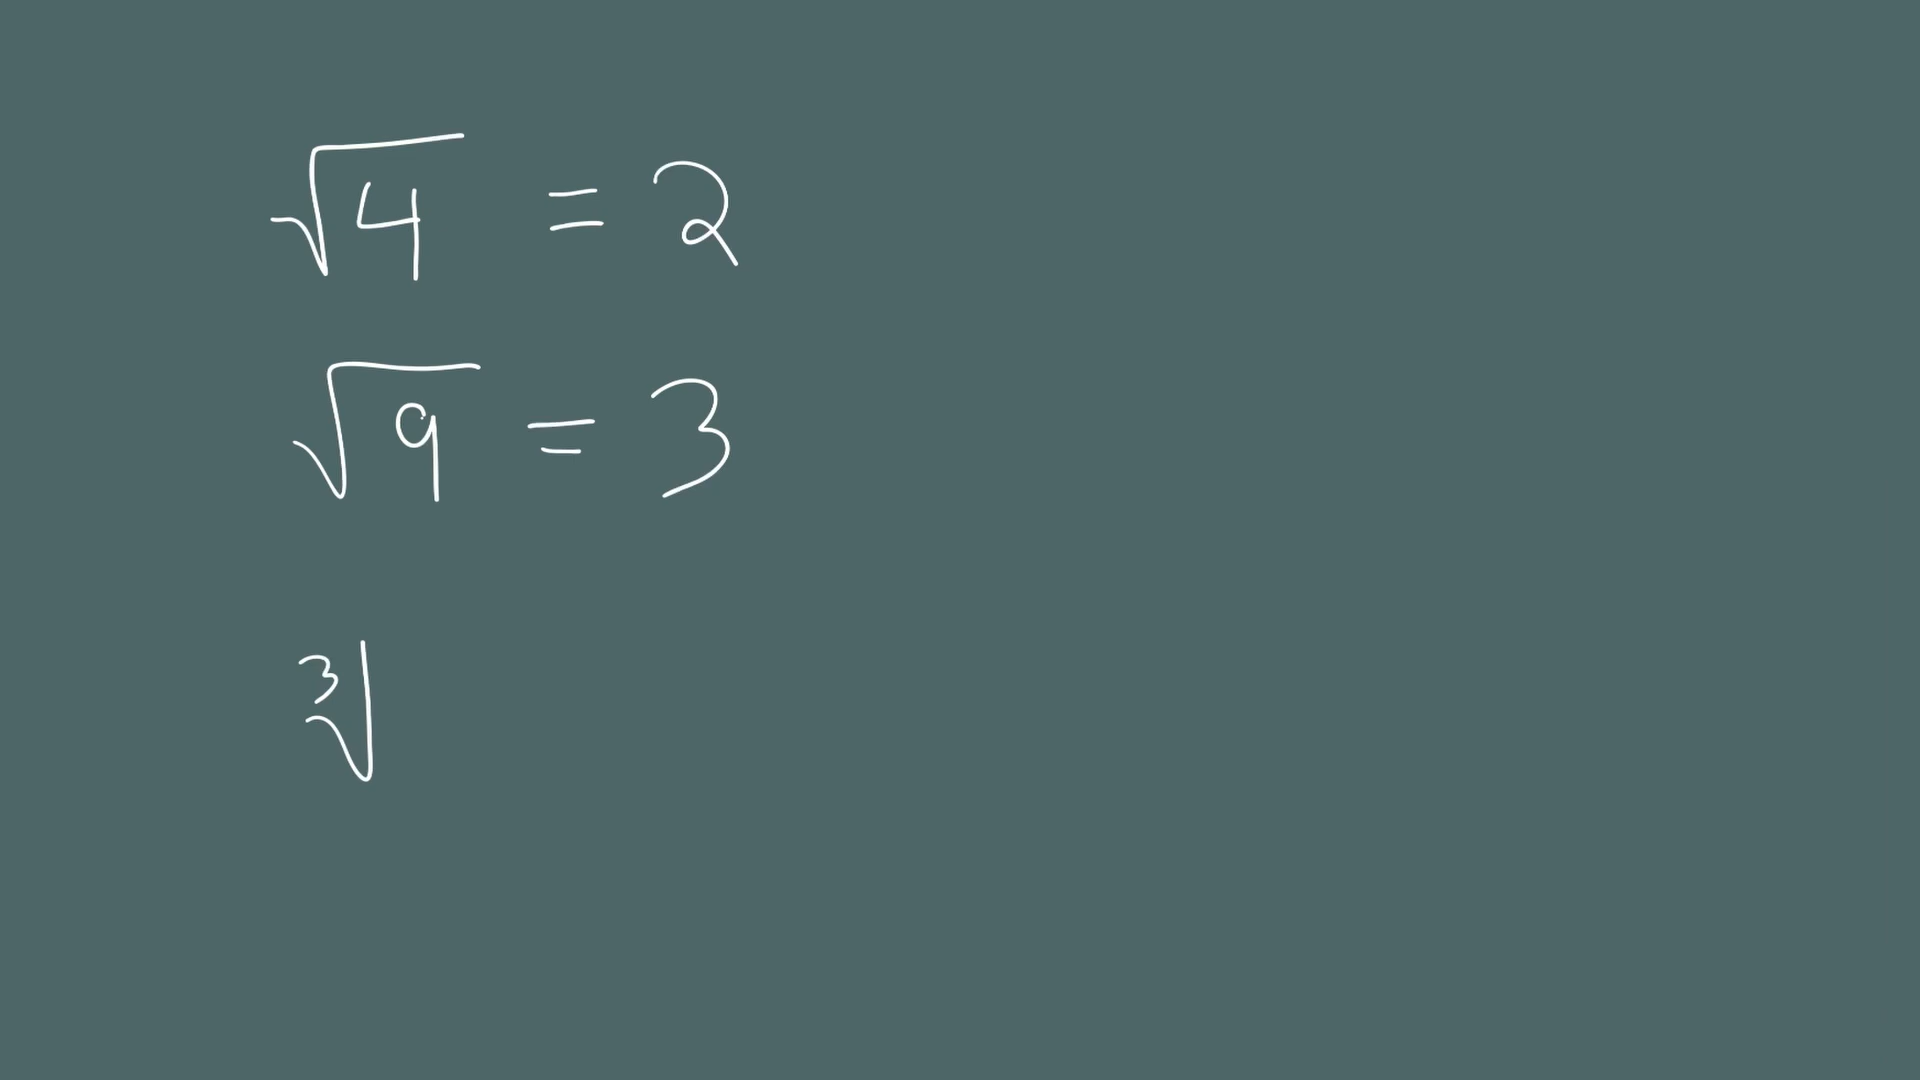 √4 = 2
√9 = 3
∛